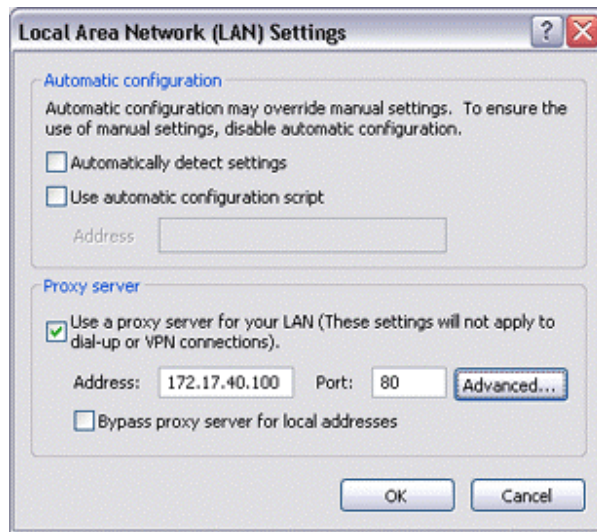 Local Area Network (LAN) Settings
Automatic configuration
Automatic configuration may override manual settings. To ensure the
use of manual settings, disable automatic configuration.
Automatically detect settings
Use automatic configuration script
Address
Proxy server
Use a proxy server for your LAN (These settings will not apply to
dial-up or VPN connections).
Address: 172.17.40.100 Port: 80 Advanced...
Bypass proxy server for local addresses
OK Cancel